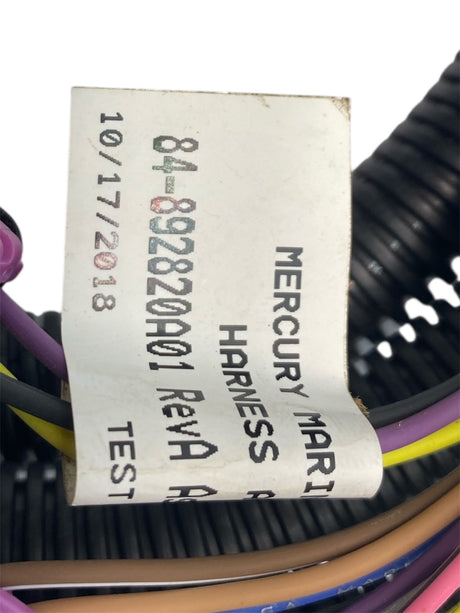 MERCURY MARI
HARNESS
84-892820A01 RevA
10/17/2018
TEST